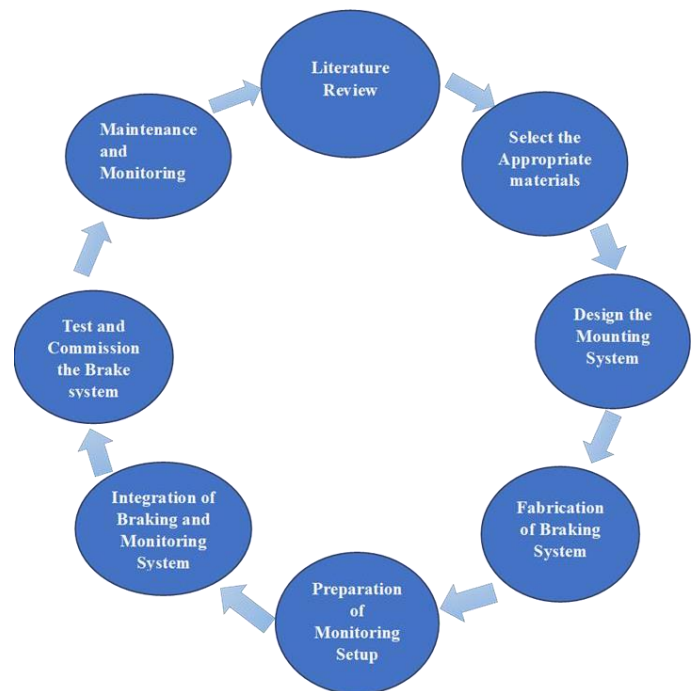 Literature
Review
Select the
Appropriate
materials
Design the
Mounting
System
Fabrication
of Braking
System
Preparation
of
Monitoring
Setup
Integration of
Braking and
Monitoring
System
Test and
Commission
the Brake
system
Maintenance
and
Monitoring